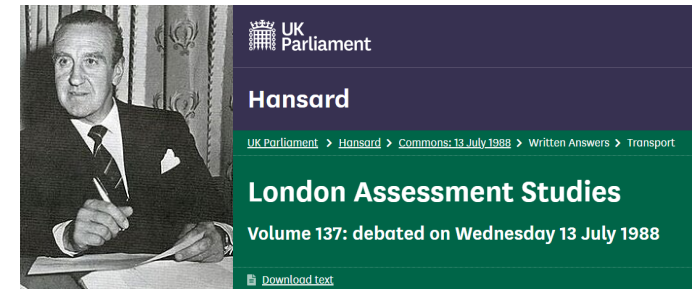 UK
Parliament
Hansard
UK Parliament > Hansard > Commons: 13 July 1988 > Written Answers > Transport
London Assessment Studies
Volume 137: debated on Wednesday 13 July 1988
Download text